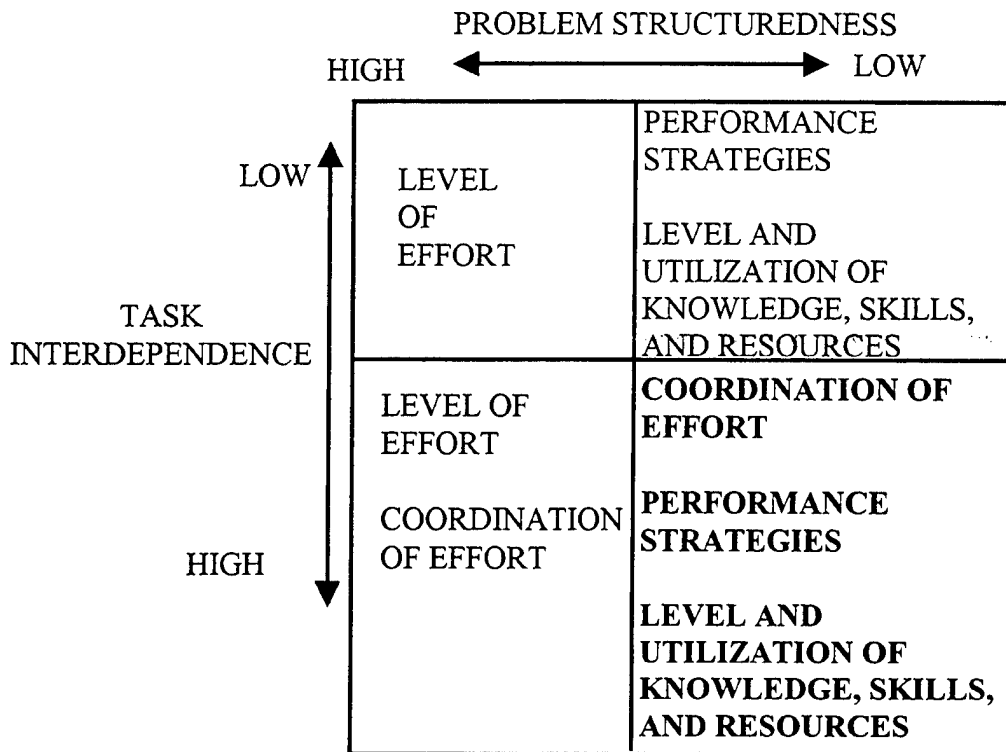 PROBLEM STRUCTUREDNESS
HIGH
LOW
LOW
TASK
INTERDEPENDENCE
HIGH
LEVEL
OF
EFFORT
PERFORMANCE
STRATEGIES
LEVEL AND
UTILIZATION OF
KNOWLEDGE, SKILLS,
AND RESOURCES
LEVEL OF
EFFORT
COORDINATION
OF EFFORT
COORDINATION OF
EFFORT
PERFORMANCE
STRATEGIES
LEVEL AND
UTILIZATION OF
KNOWLEDGE, SKILLS,
AND RESOURCES